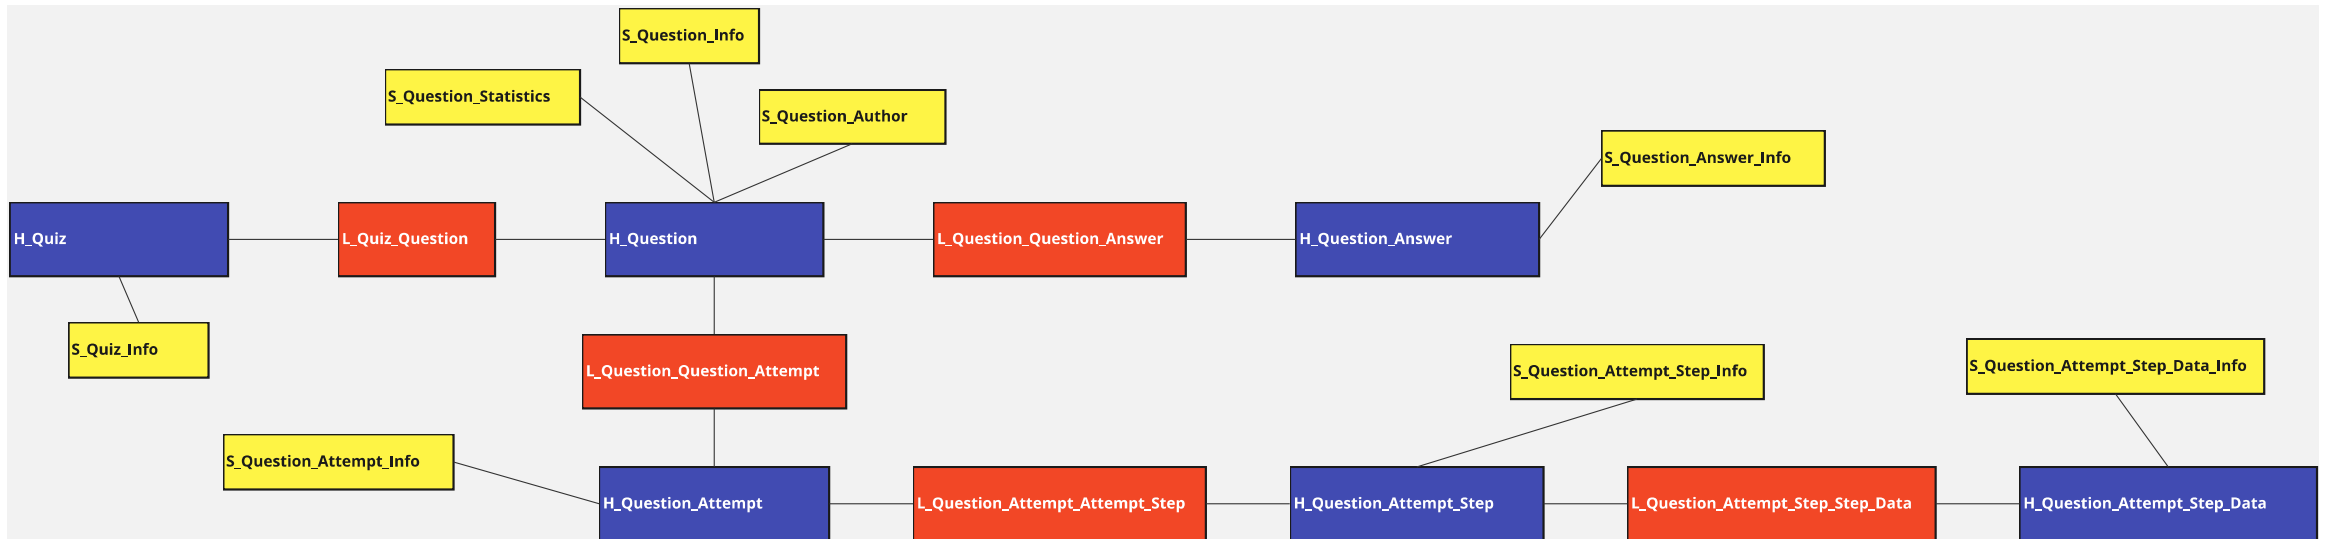 S_Question_Info
S_Question_Statistics
S_Question_Author
S_Question_Answer_Info
H_Quiz
L_Quiz_Question
H_Question
L_Question_Question_Answer
H_Question_Answer
S_Quiz_Info
L_Question_Question_Attempt
S_Question_Attempt_Step_Info
S_Question_Attempt_Step_Data_Info
S_Question_Attempt_Info
H_Question_Attempt
L_Question_Attempt_Attempt_Step
H_Question_Attempt_Step
L_Question_Attempt_Step_Step_Data
H_Question_Attempt_Step_Data